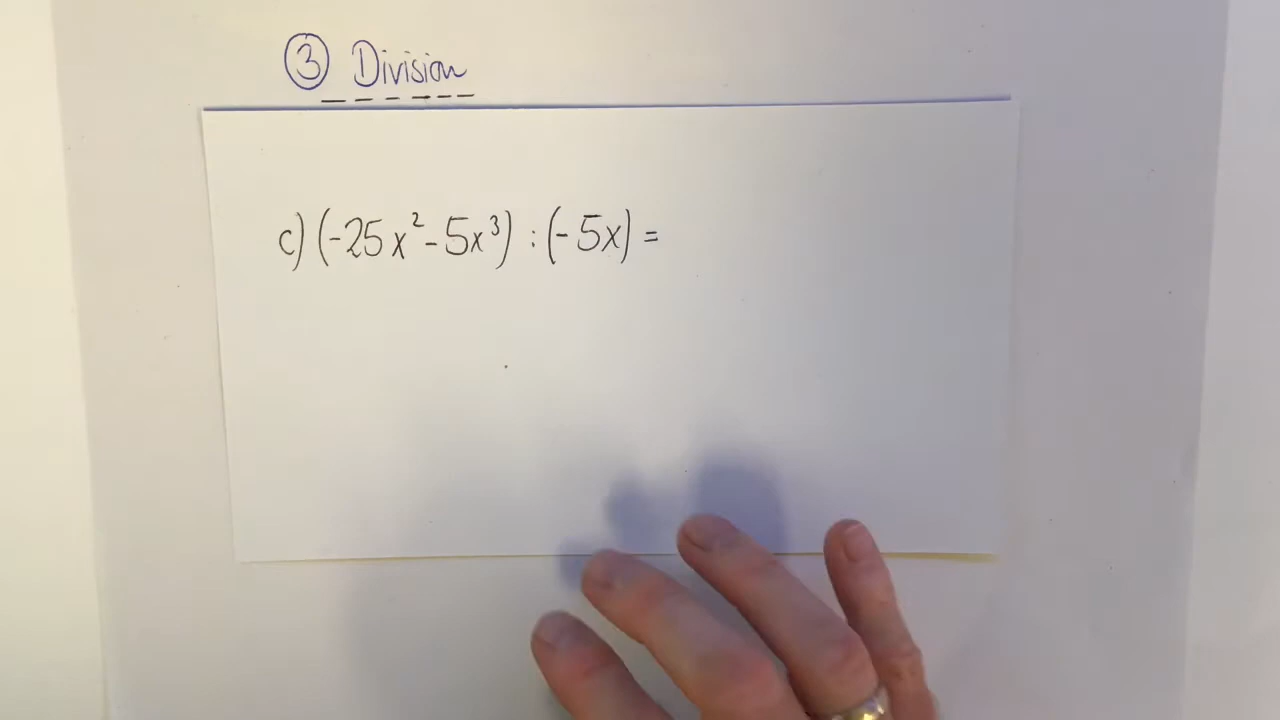 ③ Division
c) (-25x² - 5x³) : (-5x) =